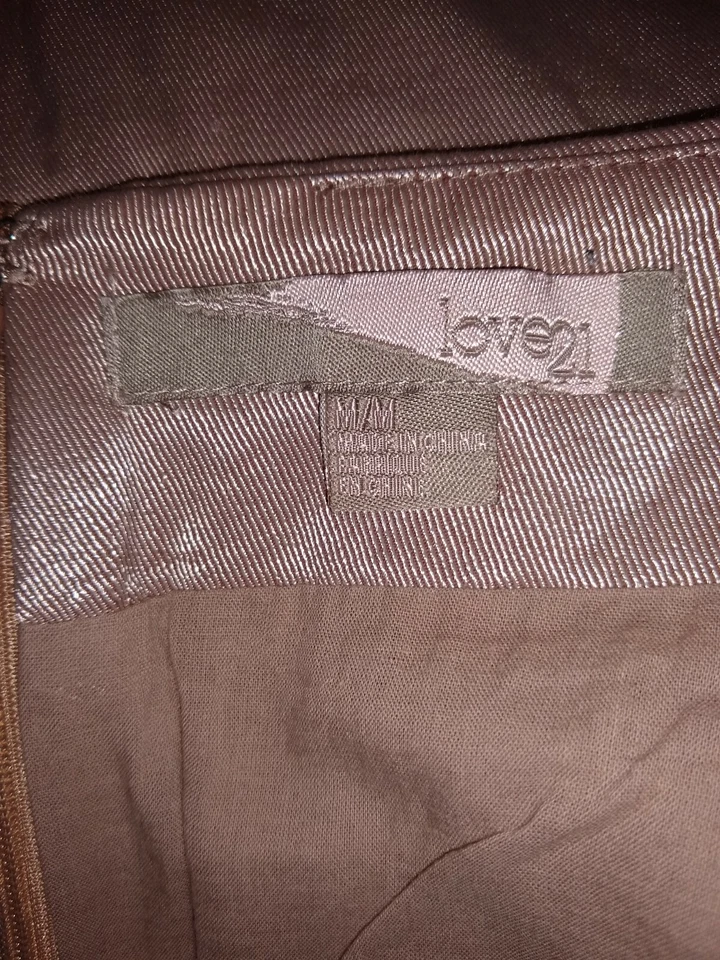 love21
M/M
MADE IN CHINA
FABRIQUÉ
EN CHINE